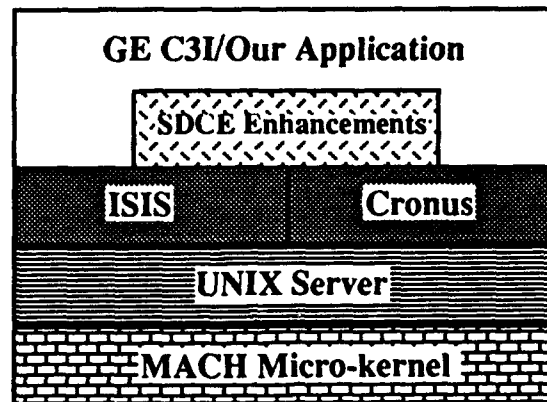 GE C3I/Our Application
SDCE Enhancements
ISIS Cronus
UNIX Server
MACH Micro-kernel